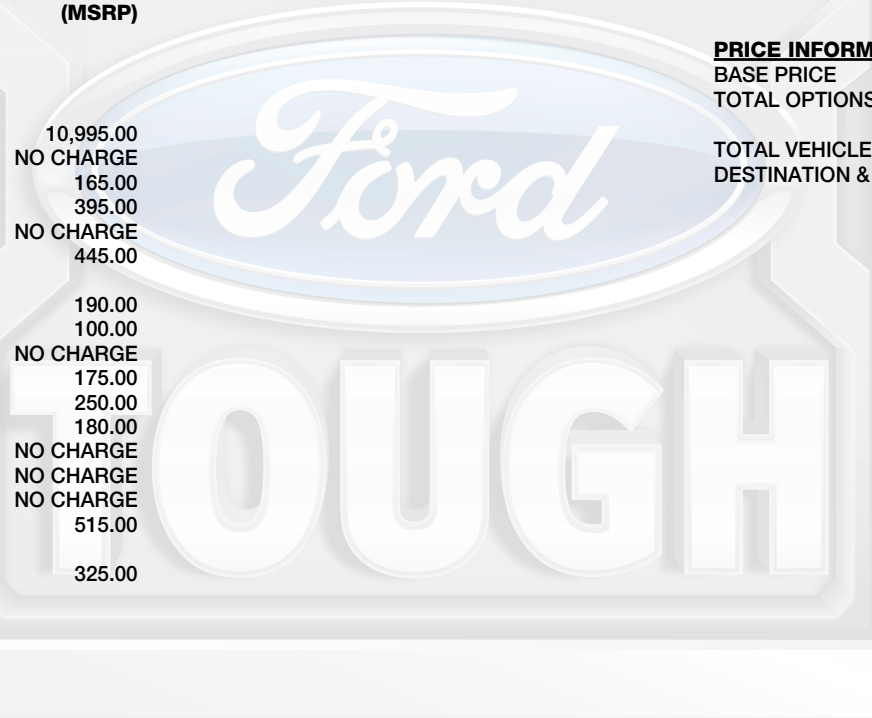 (MSRP)
10,995.00
NO CHARGE
165.00
395.00
NO CHARGE
445.00
190.00
100.00
NO CHARGE
175.00
250.00
180.00
NO CHARGE
NO CHARGE
NO CHARGE
515.00
325.00
PRICE INFORM
BASE PRICE
TOTAL OPTIONS
TOTAL VEHICLE
DESTINATION &
Ford
TOUGH